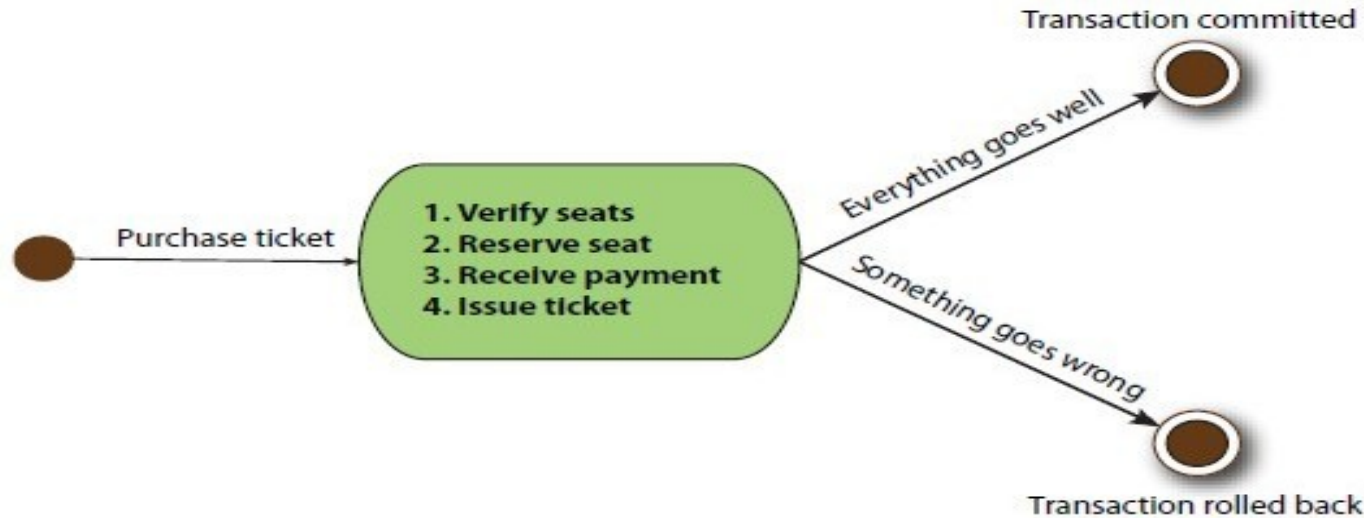 Transaction committed
Everything goes well
Purchase ticket
1. Verify seats
2. Reserve seat
3. Receive payment
4. Issue ticket
Something goes wrong
Transaction rolled back